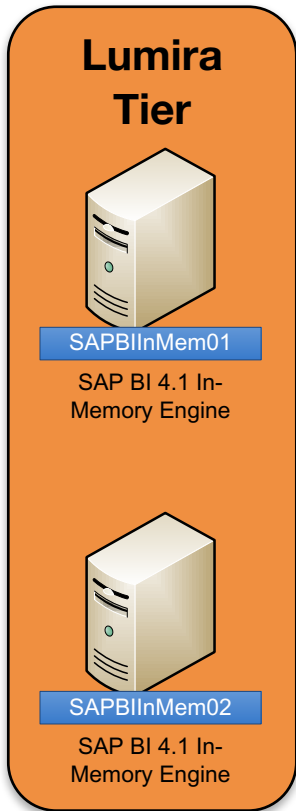 Lumira
Tier
SAPBIInMem01
SAP BI 4.1 In-
Memory Engine
SAPBIInMem02
SAP BI 4.1 In-
Memory Engine